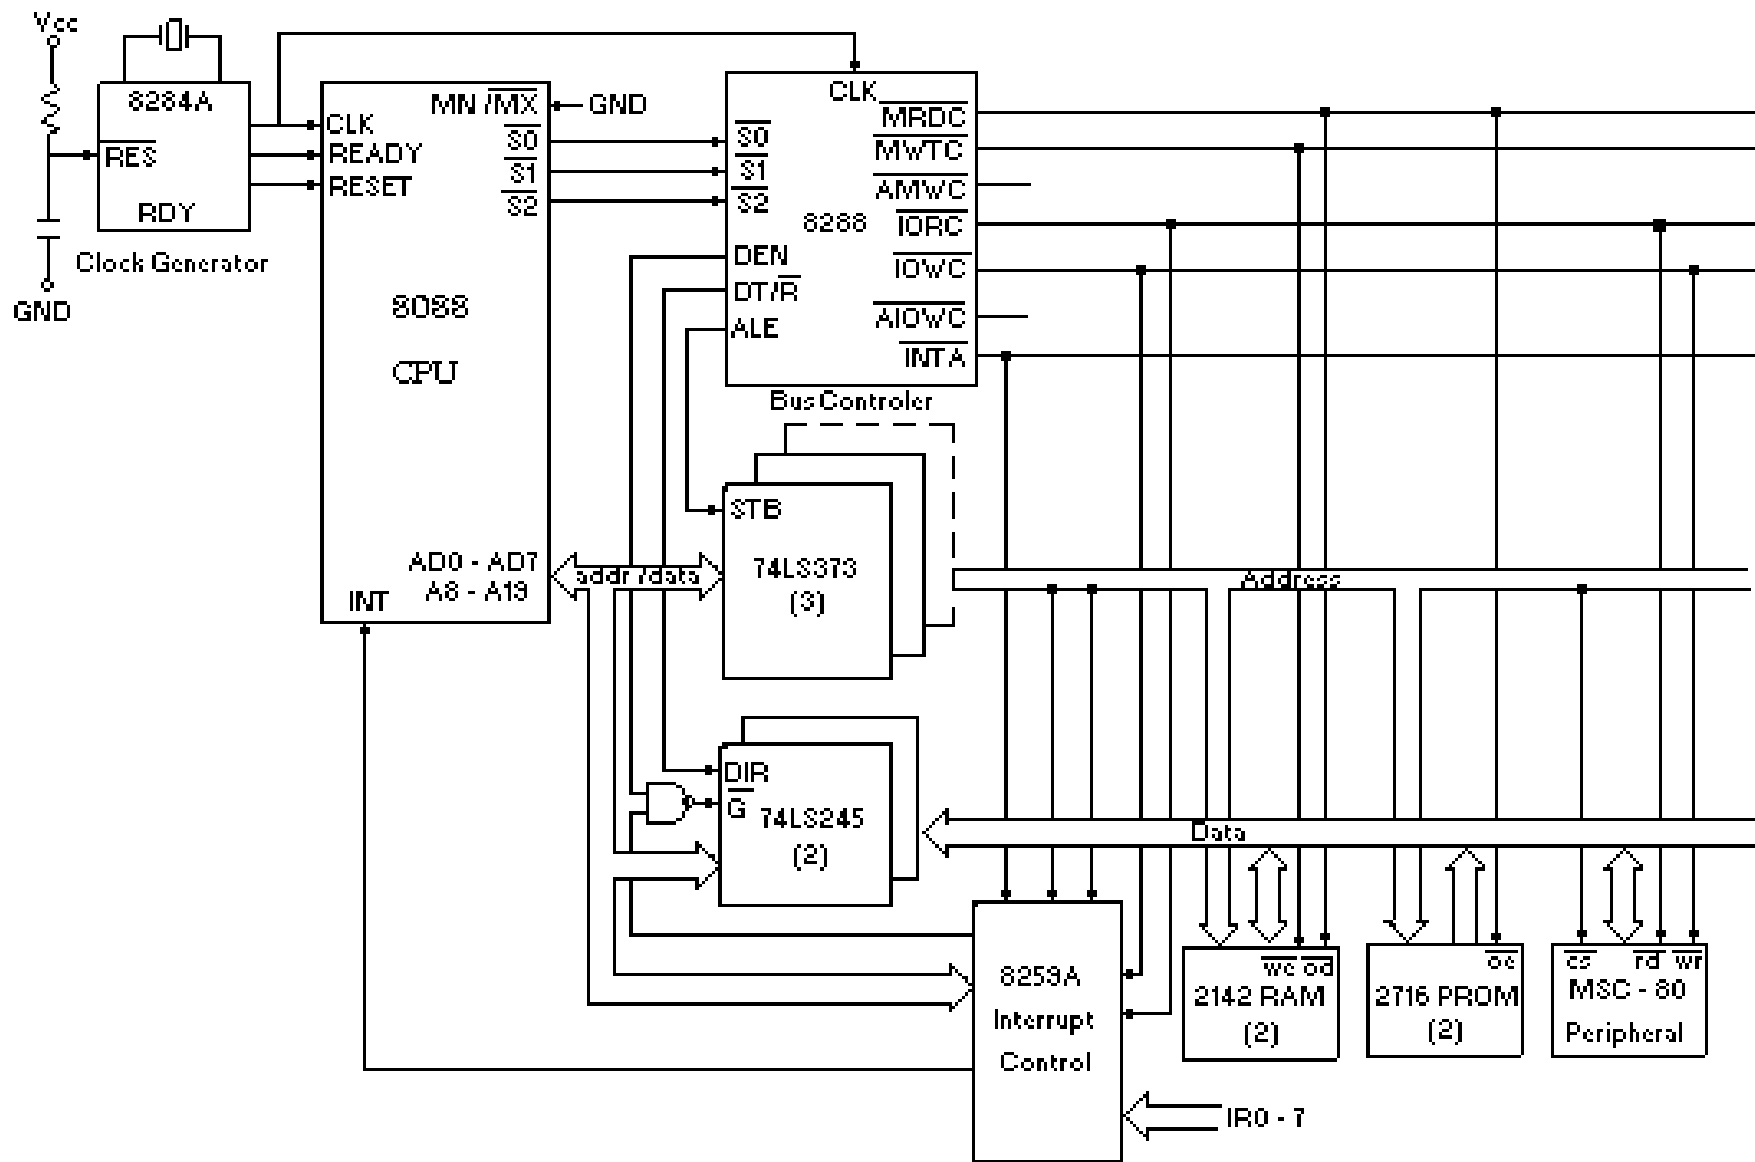 Vcc
8284A
RES
RDY
Clock Generator
GND
MN /MX
GND
CLK
READY
RESET
S0
S1
S2
8088
CPU
AD0 - AD7
A8 - A19
INT
CLK
S0
S1
S2
8288
DEN
DT/R
ALE
MRDC
MWTC
AMWC
IORC
IOWC
AIOWC
INTA
Bus Controler
STB
74LS373
(3)
addr /data
Address
DIR
G
74LS245
(2)
Data
8259A
Interrupt
Control
IR0 - 7
we od
2142 RAM
(2)
oe
2716 PROM
(2)
cs rd wr
MSC - 80
Peripheral